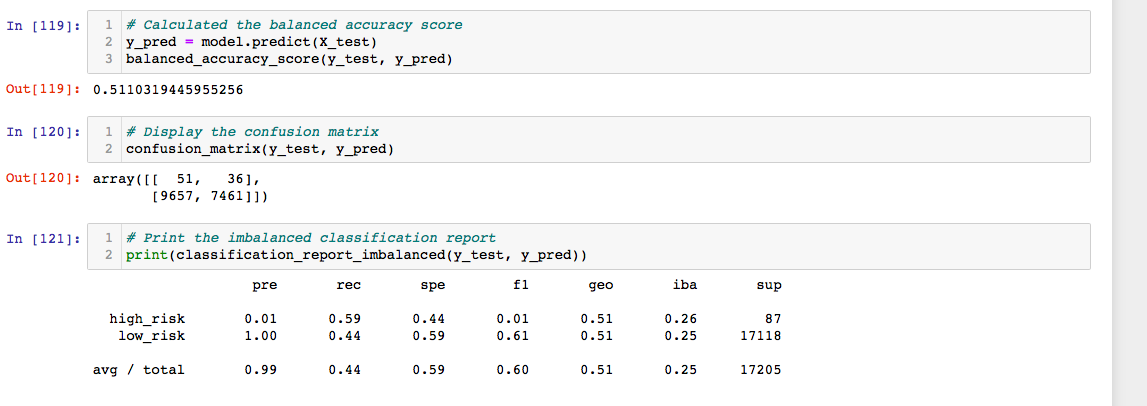 In [119]:
1 # Calculated the balanced accuracy score
2 y_pred = model.predict(X_test)
3 balanced_accuracy_score(y_test, y_pred)
Out[119]: 0.5110319445955256
In [120]:
1 # Display the confusion matrix
2 confusion_matrix(y_test, y_pred)
Out[120]: array([[  51,   36],
       [9657, 7461]])
In [121]:
1 # Print the imbalanced classification report
2 print(classification_report_imbalanced(y_test, y_pred))
pre rec spe f1 geo iba sup
high_risk 0.01 0.59 0.44 0.01 0.51 0.26 87
low_risk 1.00 0.44 0.59 0.61 0.51 0.25 17118
avg / total 0.99 0.44 0.59 0.60 0.51 0.25 17205